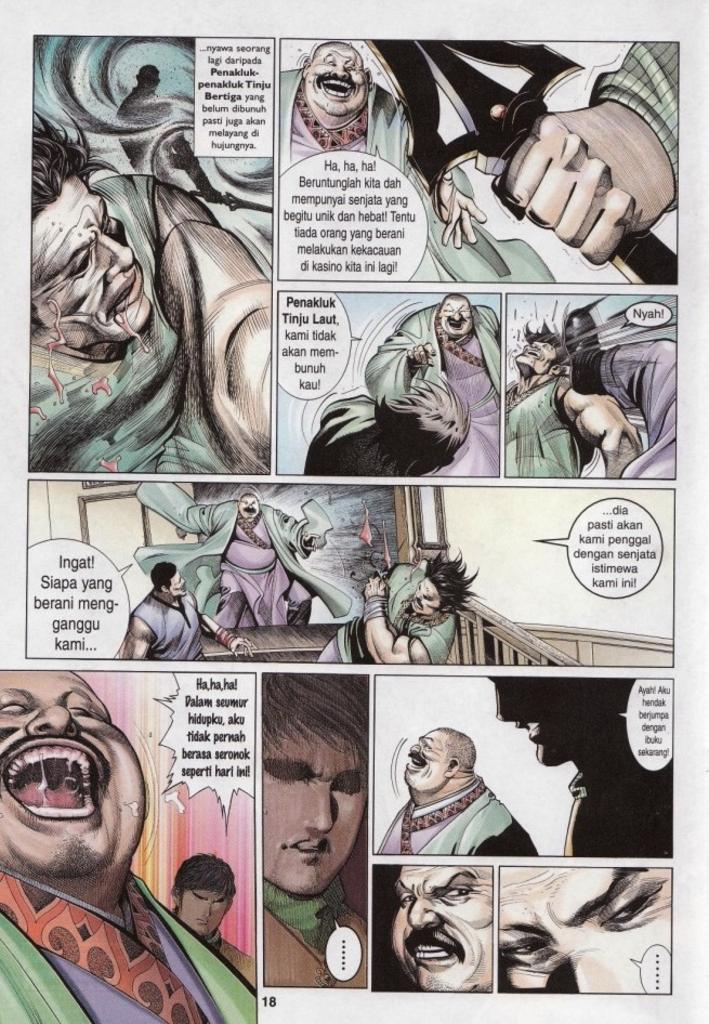 ...nyawa seorang
lagi daripada
Penakluk-
penakluk Tinju
Bertiga yang
belum dibunuh
pasti juga akan
melayang di
hujungnya.
Ha, ha, ha!
Beruntunglah kita dah
mempunyai senjata yang
begitu unik dan hebat! Tentu
tiada orang yang berani
melakukan kekacauan
di kasino kita ini lagi!
Penakluk
Tinju Laut,
kami tidak
akan mem-
bunuh
kau!
Nyah!
Ingat!
Siapa yang
berani meng-
ganggu
kami...
...dia
pasti akan
kami penggal
dengan senjata
istimewa
kami ini!
Ha,ha,ha!
Dalam seumur
hidupku, aku
tidak pernah
berasa seronok
seperti hari ini!
......
Ayah! Aku
hendak
berjumpa
dengan
ibuku
sekarang!
....
18